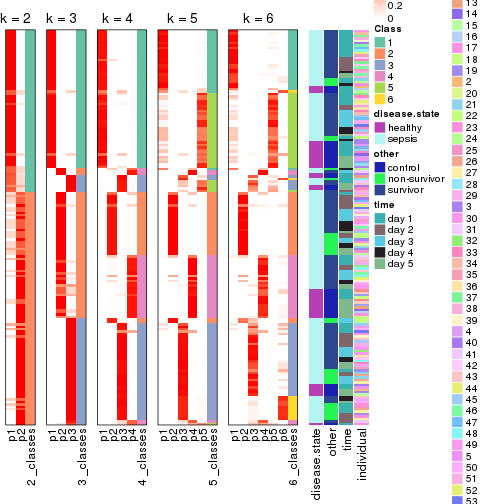 k = 2
k = 3
k = 4
k = 5
k = 6
p1
p2
2_classes
p1
p2
p3
3_classes
p1
p2
p3
p4
4_classes
p1
p2
p3
p4
p5
5_classes
p1
p2
p3
p4
p5
p6
6_classes
disease.state
other
time
individual
0.2
0
Class
1
2
3
4
5
6
disease.state
healthy
sepsis
other
control
non-survivor
survivor
time
day 1
day 2
day 3
day 4
day 5
13
14
15
16
17
18
19
2
20
21
22
23
24
25
26
27
28
29
3
30
31
32
33
34
35
36
37
38
39
4
40
41
42
43
44
45
46
47
48
49
5
50
51
52
53